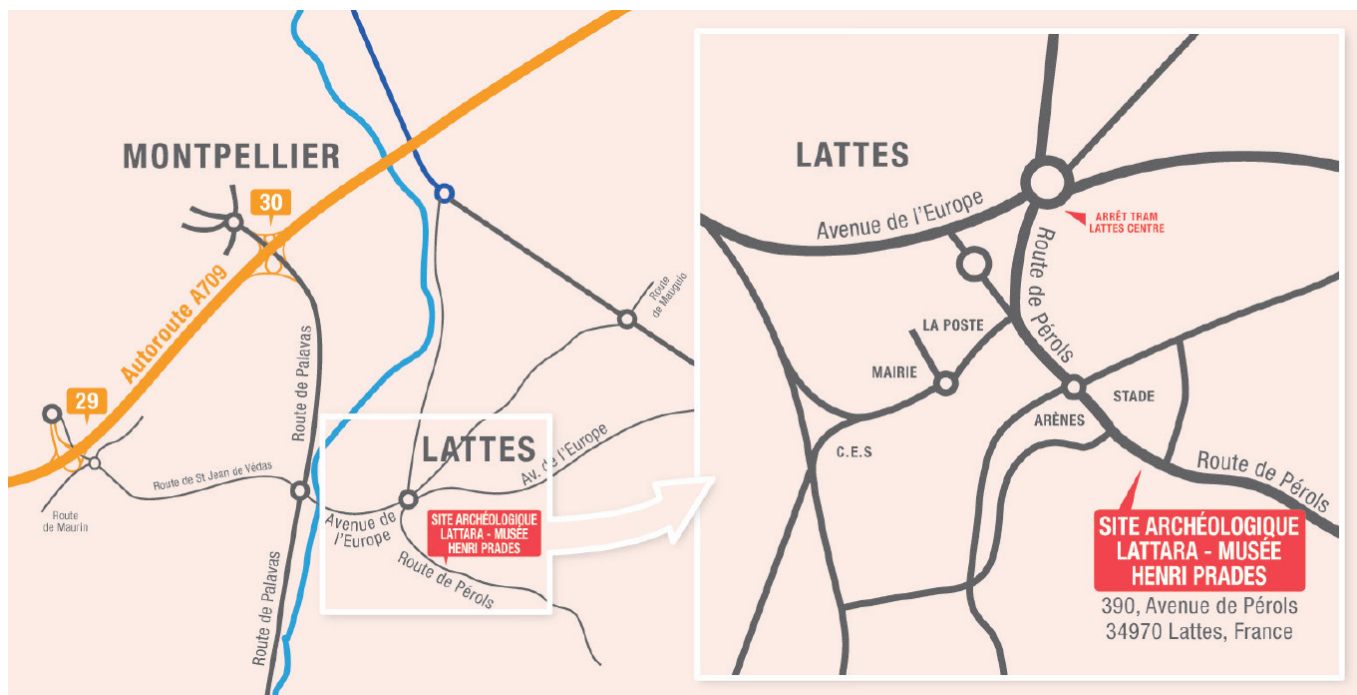 MONTPELLIER
30
Autoroute A709
29
Route de Palavas
Route
de Mauguio
Route de St Jean de Védas
Route
de Maurin
LATTES
Av. de l'Europe
Avenue de
l'Europe
SITE ARCHÉOLOGIQUE
LATTARA - MUSÉE
HENRI PRADES
Route de Pérols
Route de Palavas
LATTES
Avenue de l'Europe
ARRÊT TRAM
LATTES CENTRE
Route de Pérols
LA POSTE
MAIRIE
STADE
ARÈNES
C.E.S
Route de Pérols
SITE ARCHÉOLOGIQUE
LATTARA - MUSÉE
HENRI PRADES
390, Avenue de Pérols
34970 Lattes, France